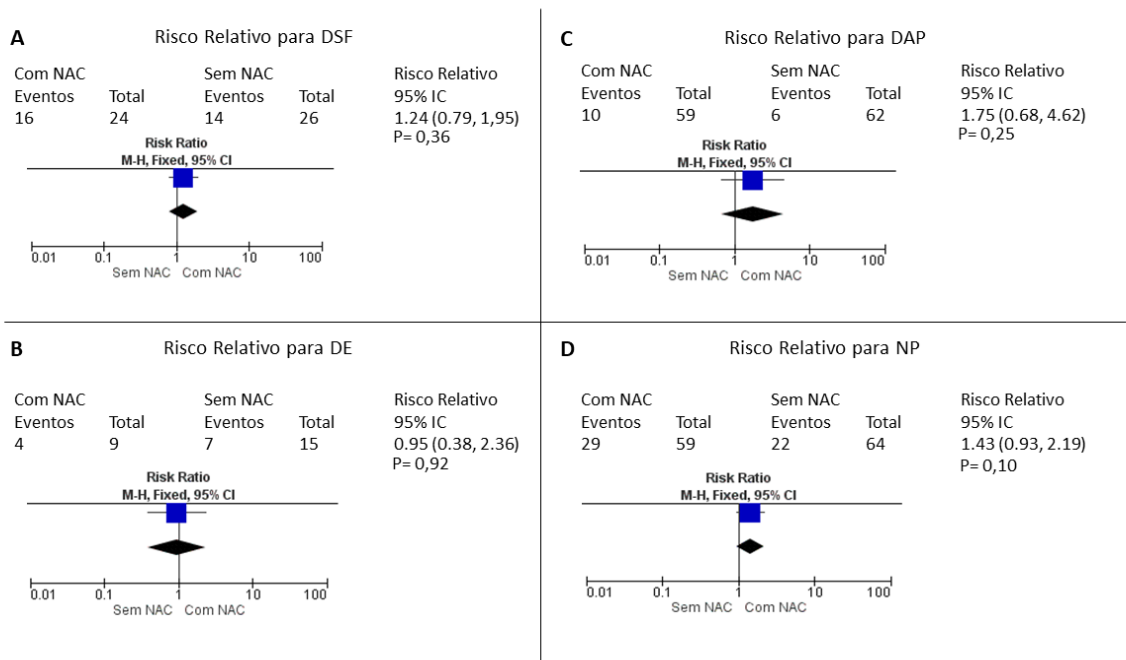 A Risco Relativo para DSF
Com NAC Sem NAC Risco Relativo
Eventos Total Eventos Total 95% IC
16 24 14 26 1.24 (0.79, 1,95)
P= 0,36
Risk Ratio
M-H, Fixed, 95% CI
0.01 0.1 1 10 100
Sem NAC Com NAC
B Risco Relativo para DE
Com NAC Sem NAC Risco Relativo
Eventos Total Eventos Total 95% IC
4 9 7 15 0.95 (0.38, 2.36)
P= 0,92
Risk Ratio
M-H, Fixed, 95% CI
0.01 0.1 1 10 100
Sem NAC Com NAC
C Risco Relativo para DAP
Com NAC Sem NAC Risco Relativo
Eventos Total Eventos Total 95% IC
10 59 6 62 1.75 (0.68, 4.62)
P= 0,25
Risk Ratio
M-H, Fixed, 95% CI
0.01 0.1 1 10 100
Sem NAC Com NAC
D Risco Relativo para NP
Com NAC Sem NAC Risco Relativo
Eventos Total Eventos Total 95% IC
29 59 22 64 1.43 (0.93, 2.19)
P= 0,10
Risk Ratio
M-H, Fixed, 95% CI
0.01 0.1 1 10 100
Sem NAC Com NAC